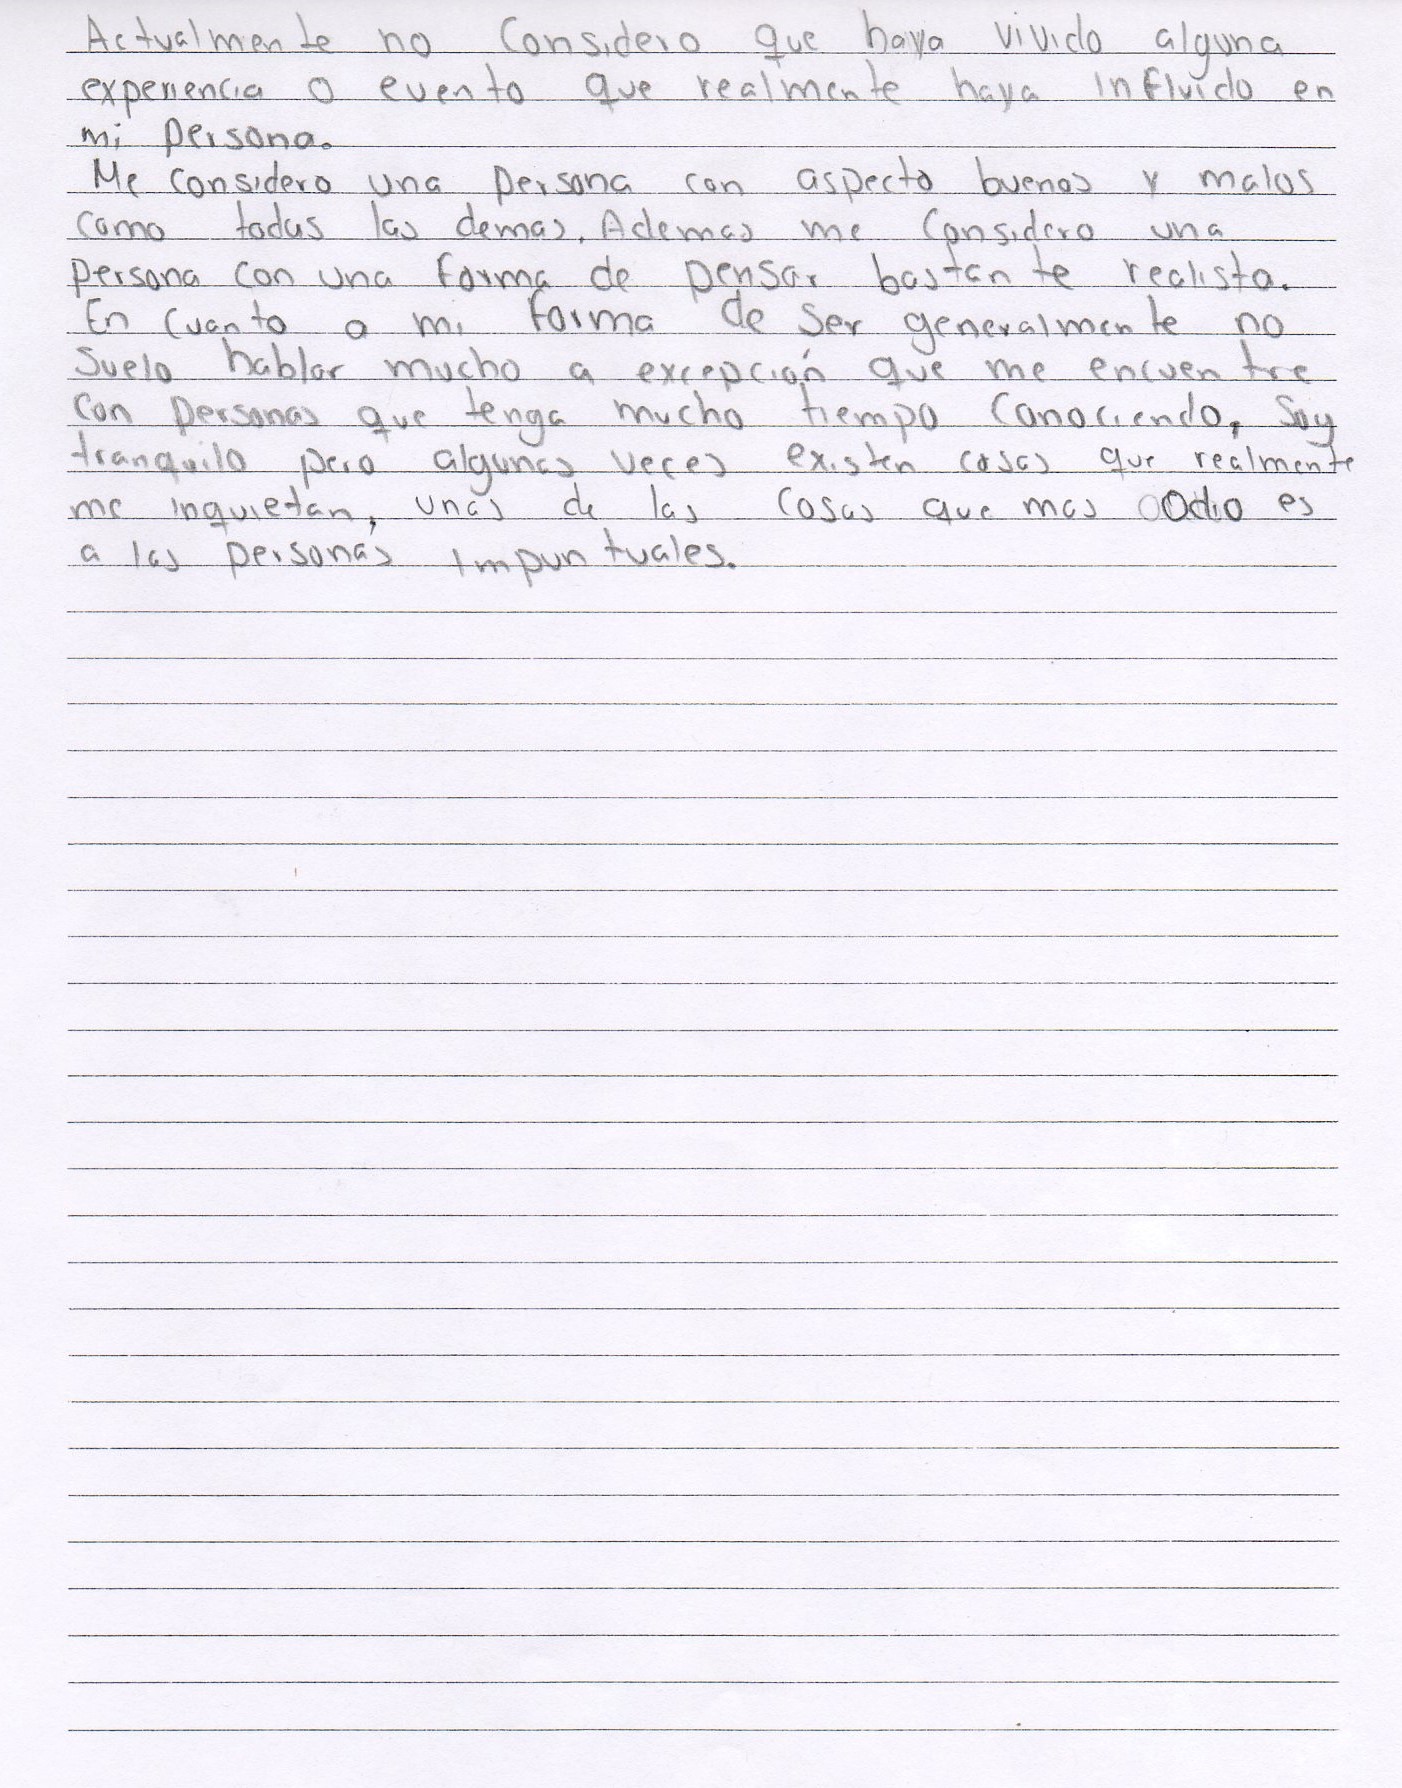 Actualmente no considero que haya vivido alguna
experiencia o evento que realmente haya influido en
mi persona.
Me considero una persona con aspecto buenos y malos
como todas las demas. Ademas me considero una
persona con una forma de pensar bastante realista.
En cuanto a mi forma de ser generalmente no
suelo hablar mucho a excepción que me encuentre
con personas que tenga mucho tiempo conociendo, soy
tranquilo pero algunas veces existen cosas que realmente
me inquietan, unas de las cosas que mas odio es
a las personas impuntuales.